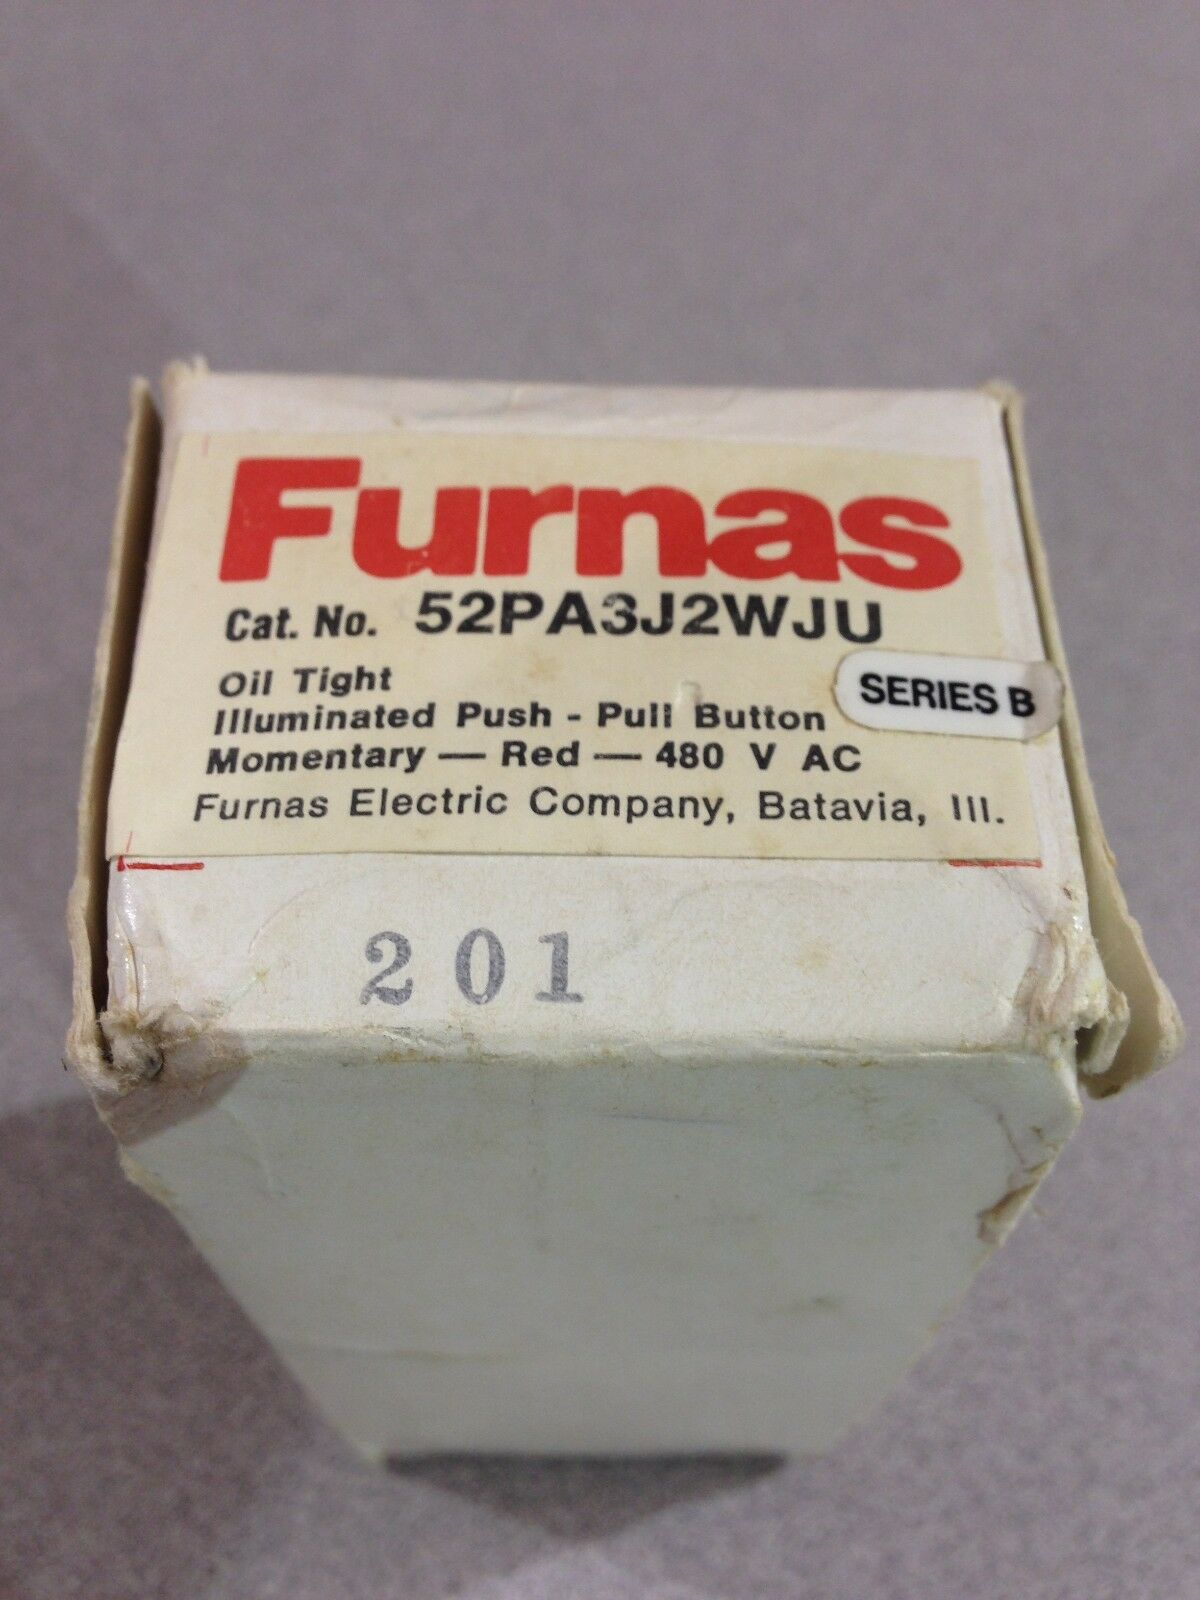 Furnas
Cat. No. 52PA3J2WJU
Oil Tight
SERIES B
Illuminated Push - Pull Button
Momentary — Red — 480 V AC
Furnas Electric Company, Batavia, Ill.
201